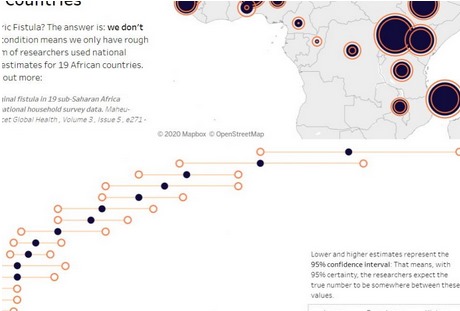 Countries
ric Fistula? The answer is: we don't
condition means we only have rough
m of researchers used national
estimates for 19 African countries.
out more:
inal fistula in 19 sub-Saharan Africa
national household survey data. Maheu-
cet Global Health , Volume 3 , Issue 5 , e271 -
© 2020 Mapbox © OpenStreetMap
Lower and higher estimates represent the
95% confidence interval: That means, with
95% certainty, the researchers expect the
true number to be somewhere between these
values.